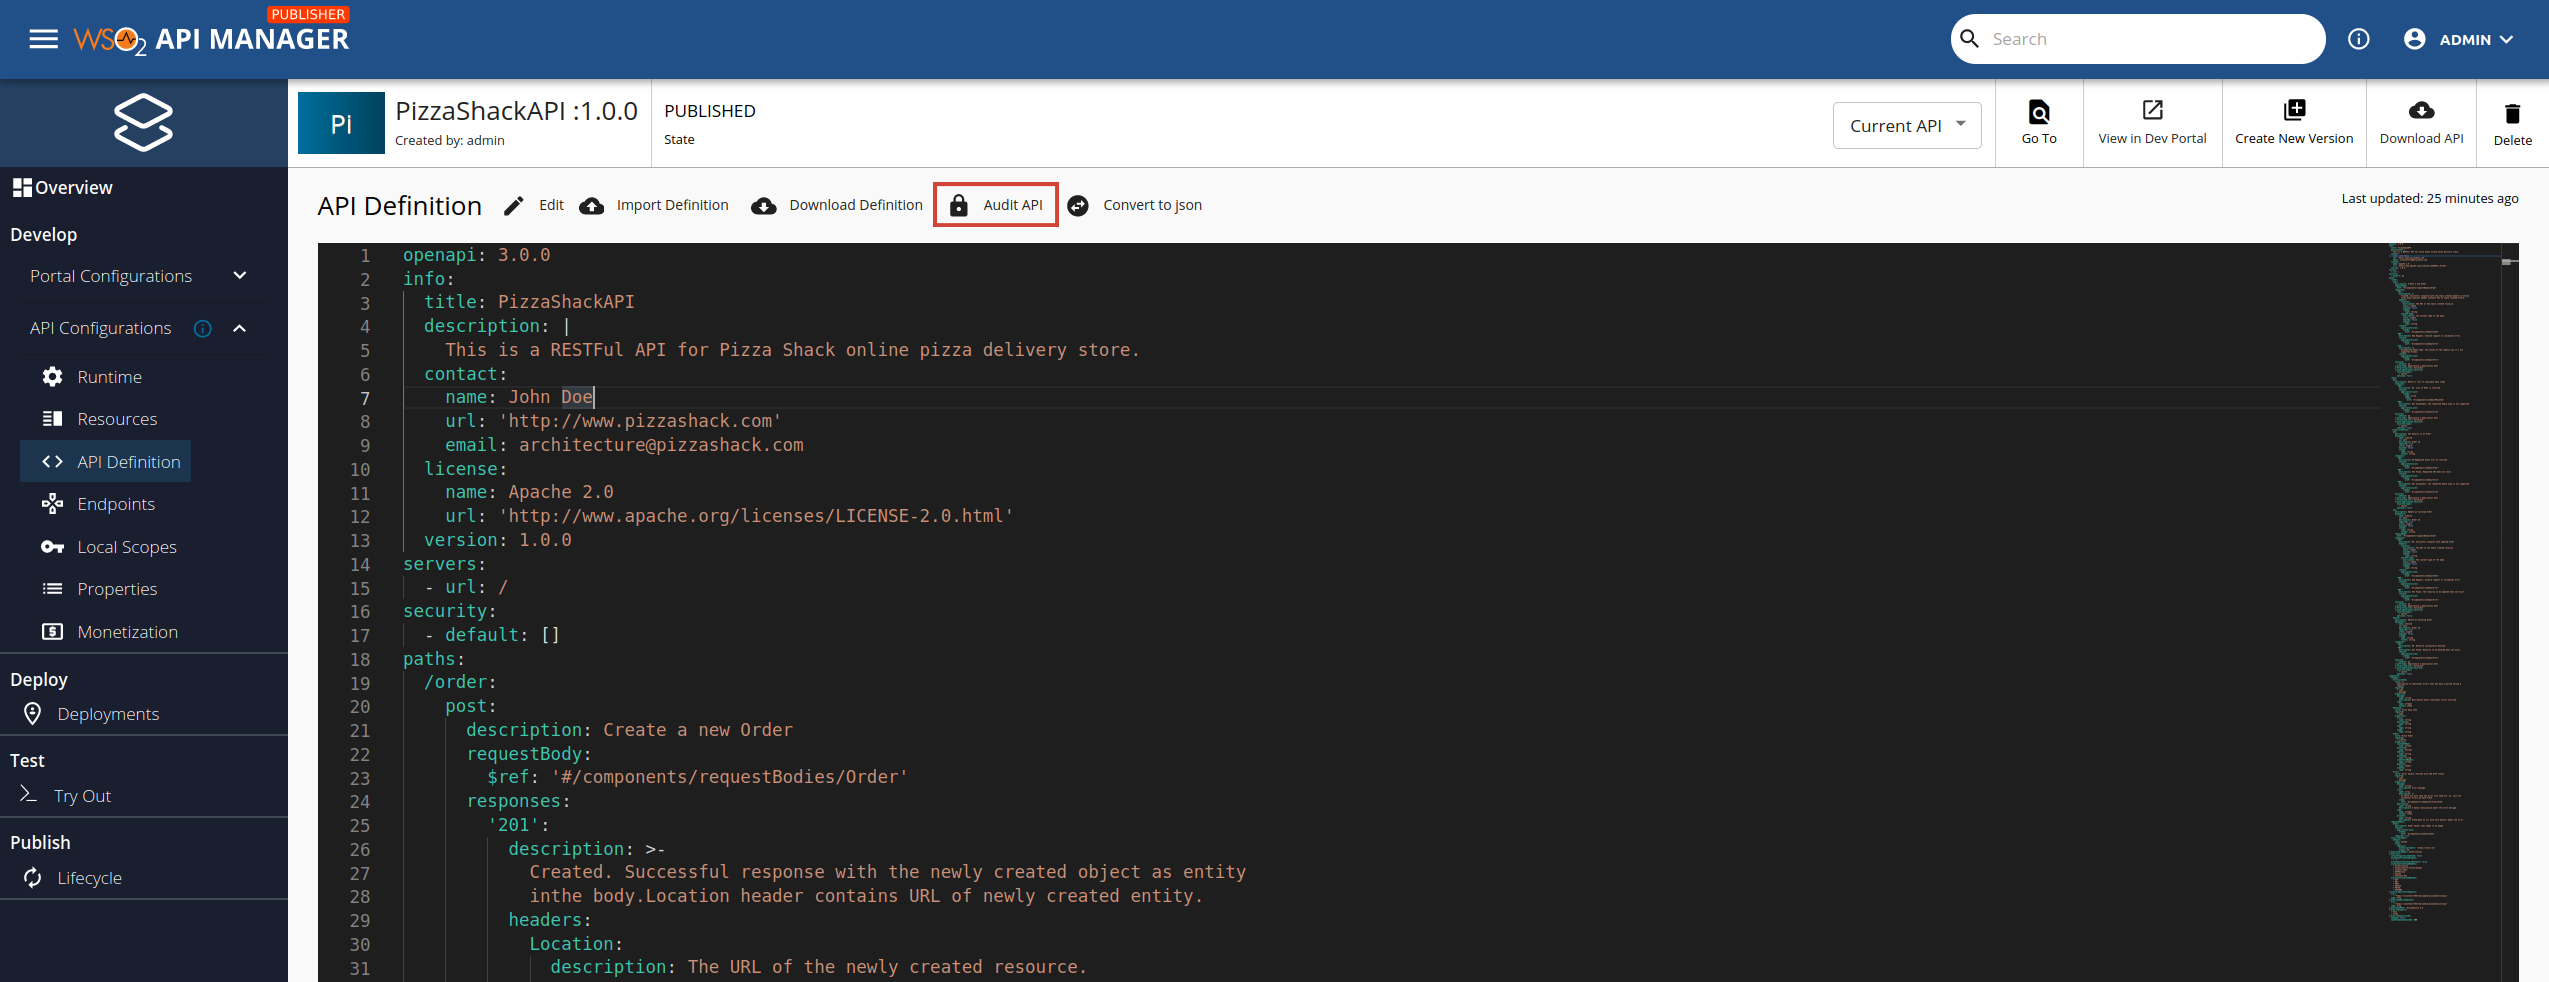 PUBLISHER
WSO2 API MANAGER
Search
ADMIN
Pi
PizzaShackAPI :1.0.0
Created by: admin
PUBLISHED
State
Current API
Go To
View in Dev Portal
Create New Version
Download API
Delete
Overview
Develop
Portal Configurations
API Configurations
Runtime
Resources
API Definition
Endpoints
Local Scopes
Properties
Monetization
Deploy
Deployments
Test
Try Out
Publish
Lifecycle
API Definition
Edit
Import Definition
Download Definition
Audit API
Convert to json
Last updated: 25 minutes ago
1 openapi: 3.0.0
2 info:
3 title: PizzaShackAPI
4 description: |
5 This is a RESTFul API for Pizza Shack online pizza delivery store.
6 contact:
7 name: John Doe
8 url: 'http://www.pizzashack.com'
9 email: architecture@pizzashack.com
10 license:
11 name: Apache 2.0
12 url: 'http://www.apache.org/licenses/LICENSE-2.0.html'
13 version: 1.0.0
14 servers:
15 - url: /
16 security:
17 - default: []
18 paths:
19 /order:
20 post:
21 description: Create a new Order
22 requestBody:
23 $ref: '#/components/requestBodies/Order'
24 responses:
25 '201':
26 description: >-
27 Created. Successful response with the newly created object as entity
28 inthe body.Location header contains URL of newly created entity.
29 headers:
30 Location:
31 description: The URL of the newly created resource.